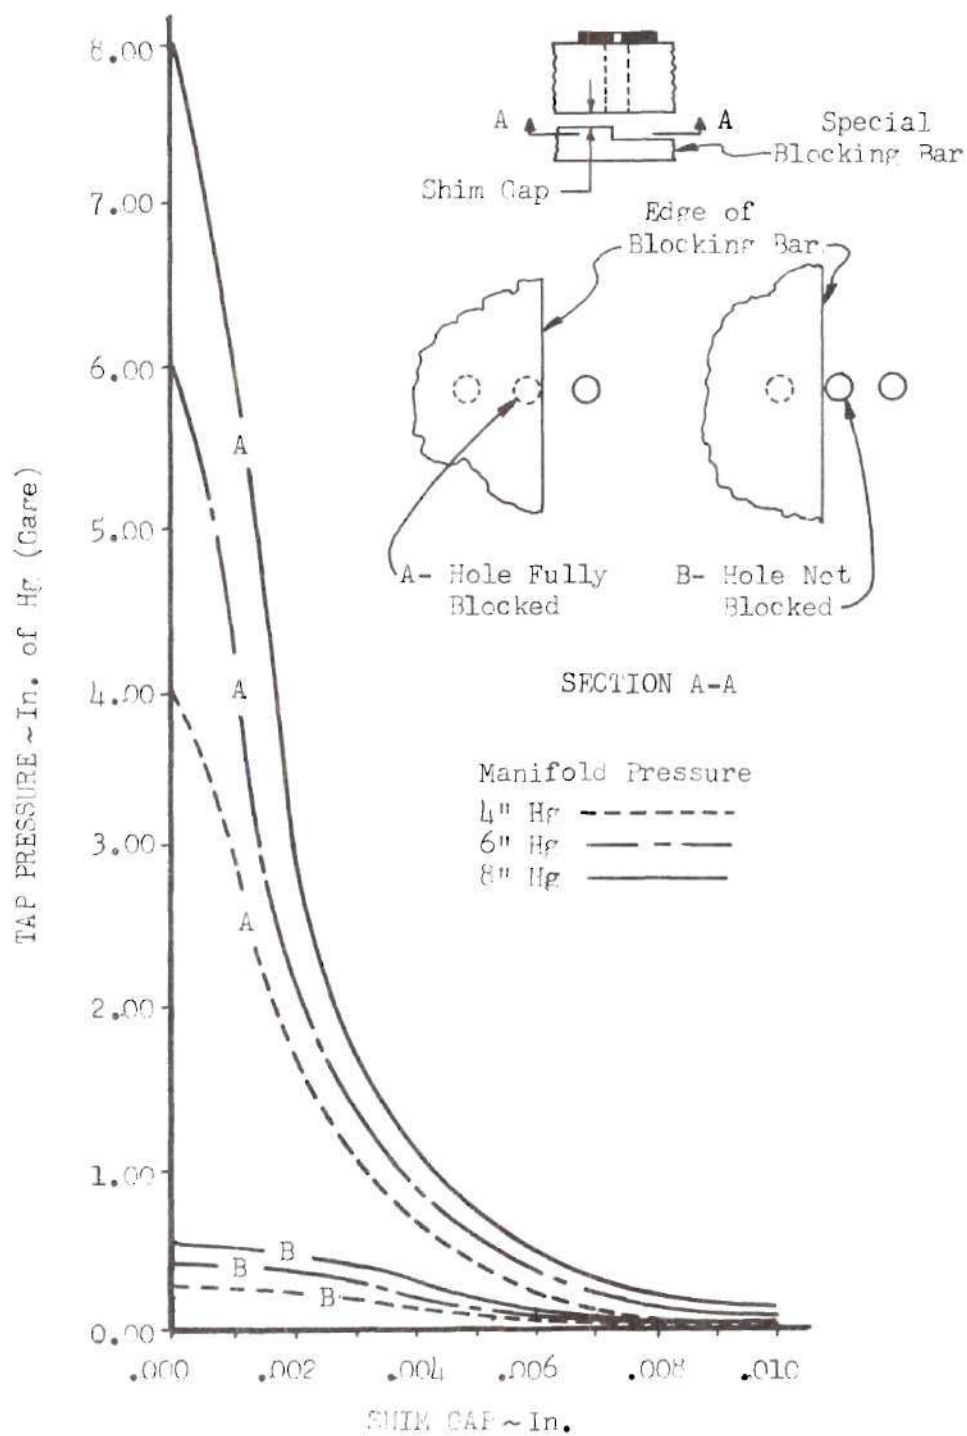 8.00
7.00
6.00
5.00
4.00
3.00
2.00
1.00
0.00
TAP PRESSURE ~ In. of Hg (Gage)
.000
.002
.004
.006
.008
.010
SHIM GAP ~ In.
A
A
Special
Blocking Bar
Shim Gap
Edge of
Blocking Bar
A- Hole Fully
Blocked
B- Hole Not
Blocked
SECTION A-A
Manifold Pressure
4" Hg
6" Hg
8" Hg
A
A
A
B
B
B